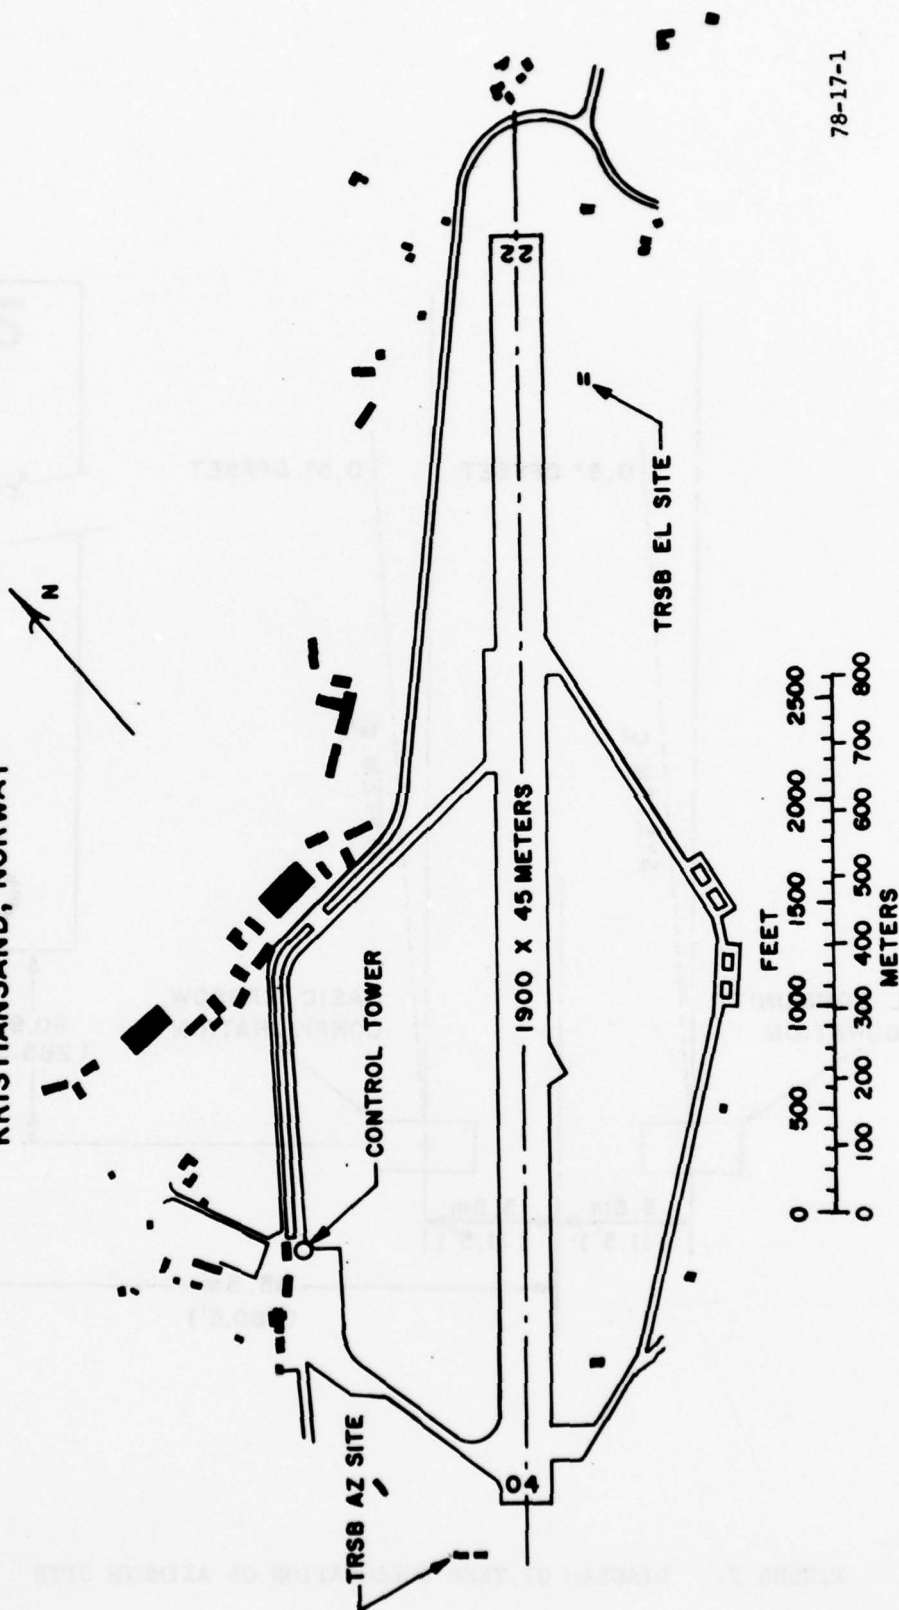 KRISTIANSAND, NORWAY
N
22
TRSB EL SITE
1900 X 45 METERS
CONTROL TOWER
04
TRSB AZ SITE
FEET
0 500 1000 1500 2000 2500
0 100 200 300 400 500 600 700 800
METERS
78-17-1